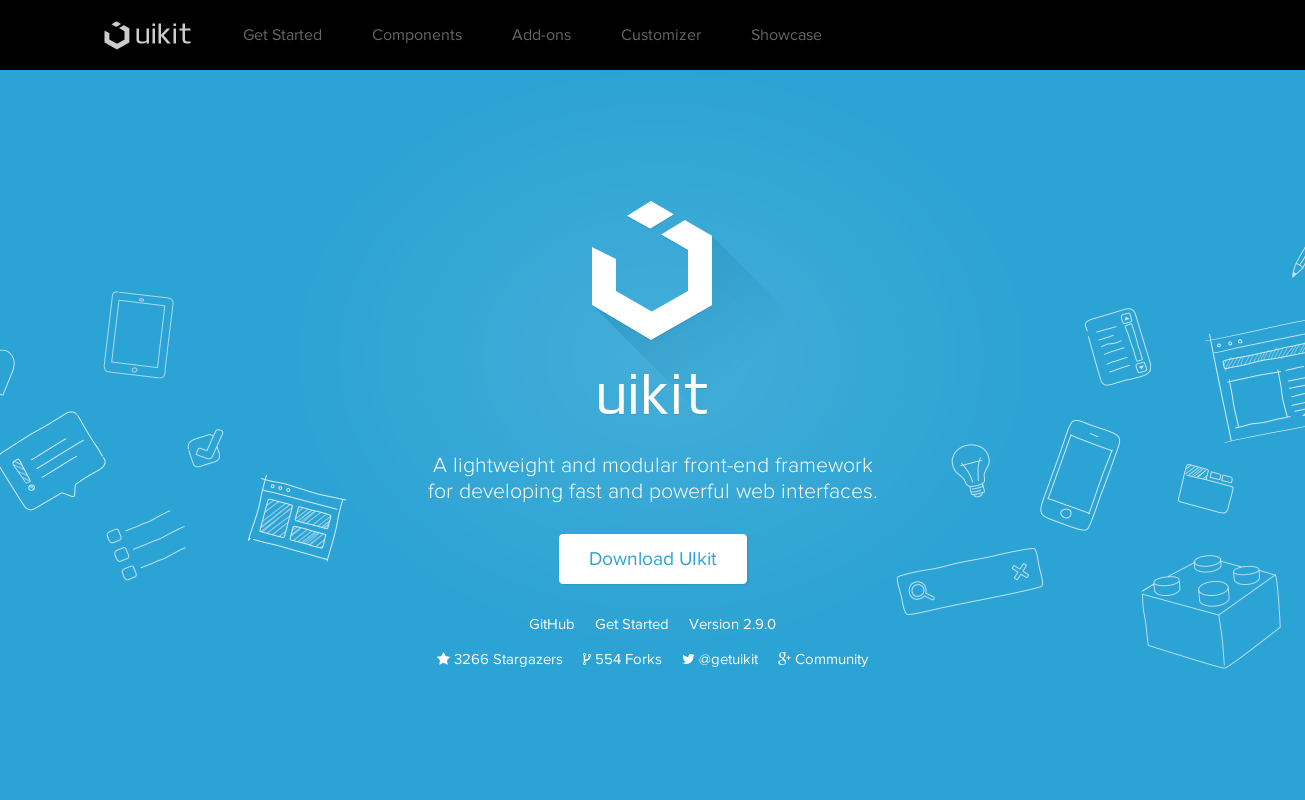 uikit Get Started Components Add-ons Customizer Showcase
uikit
A lightweight and modular front-end framework
for developing fast and powerful web interfaces.
Download UIkit
GitHub Get Started Version 2.9.0
3266 Stargazers 554 Forks @getuikit Community